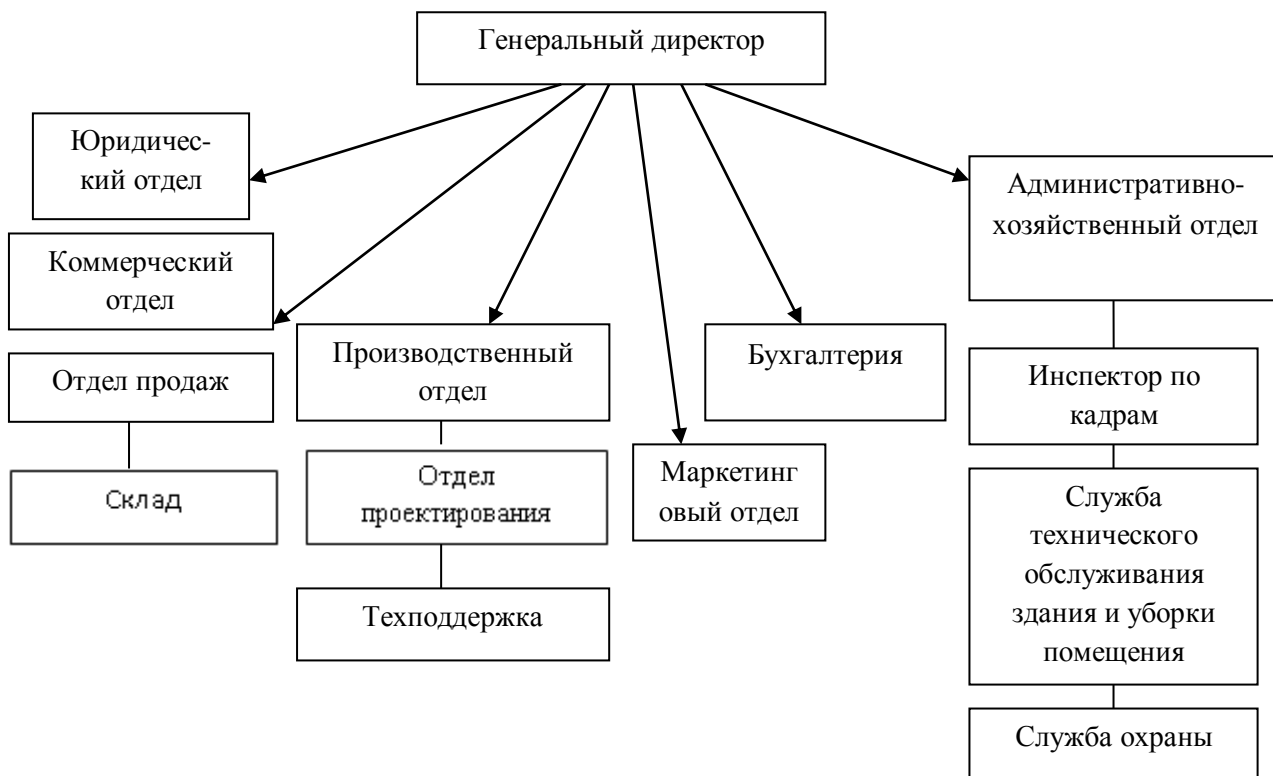 Генеральный директор
Юридичес-
кий отдел
Административно-
хозяйственный отдел
Коммерческий
отдел
Производственный
отдел
Бухгалтерия
Отдел продаж
Инспектор по
кадрам
Склад
Отдел
проектирования
Маркетинг
овый отдел
Служба
технического
обслуживания
здания и уборки
помещения
Техподдержка
Служба охраны